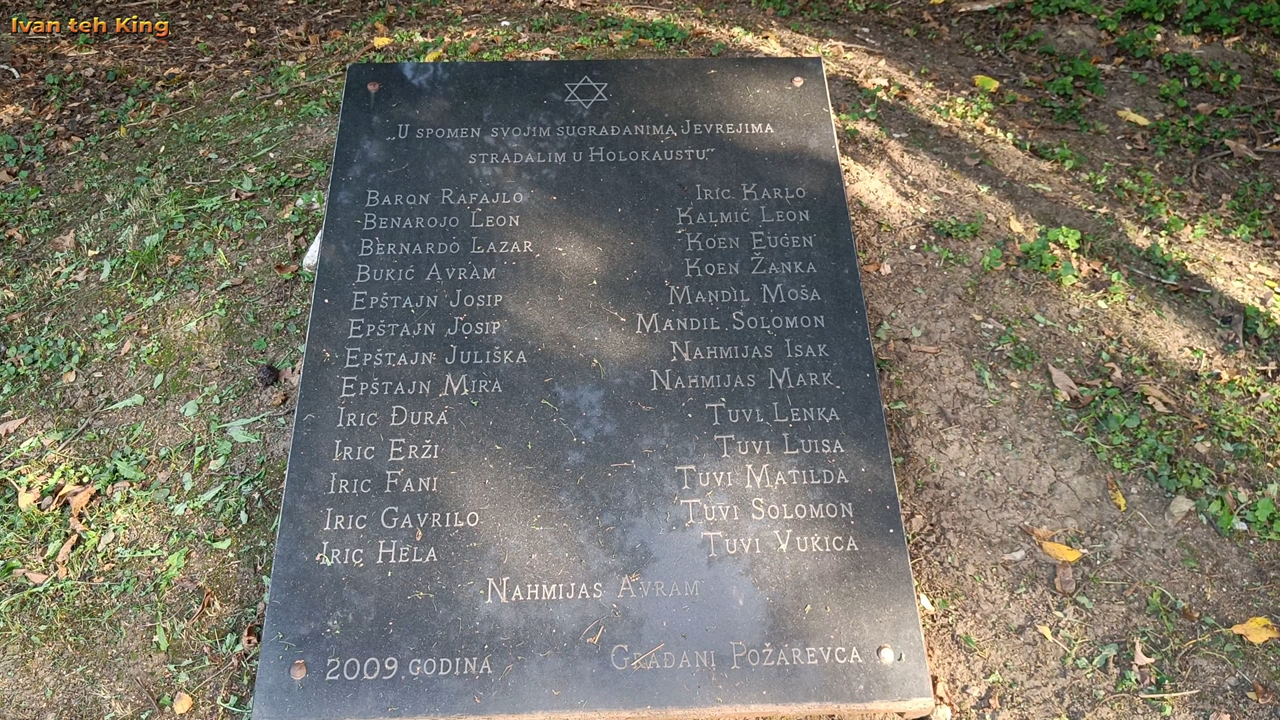 Ivan teh King
„U SPOMEN SVOJIM SUGRAĐANIMA JEVREJIMA
STRADALIM U HOLOKAUSTU“
BARON RAFAJLO
BENAROJO LEON
BERNARDO LAZAR
BUKIĆ AVRAM
EPŠTAJN JOSIP
EPŠTAJN JOSIP
EPŠTAJN JULIŠKA
EPŠTAJN MIRA
IRIC ĐURA
IRIC ERŽI
IRIC FANI
IRIC GAVRILO
IRIC HELA
IRIC KARLO
KALMIĆ LEON
KOEN EUGEN
KOEN ŽANKA
MANDIL MOŠA
MANDIL SOLOMON
NAHMIJAS ISAK
NAHMIJAS MARK
TUVI LENKA
TUVI LUISA
TUVI MATILDA
TUVI SOLOMON
TUVI VUKICA
NAHMIJAS AVRAM
2009 GODINA
GRAĐANI POŽAREVCA